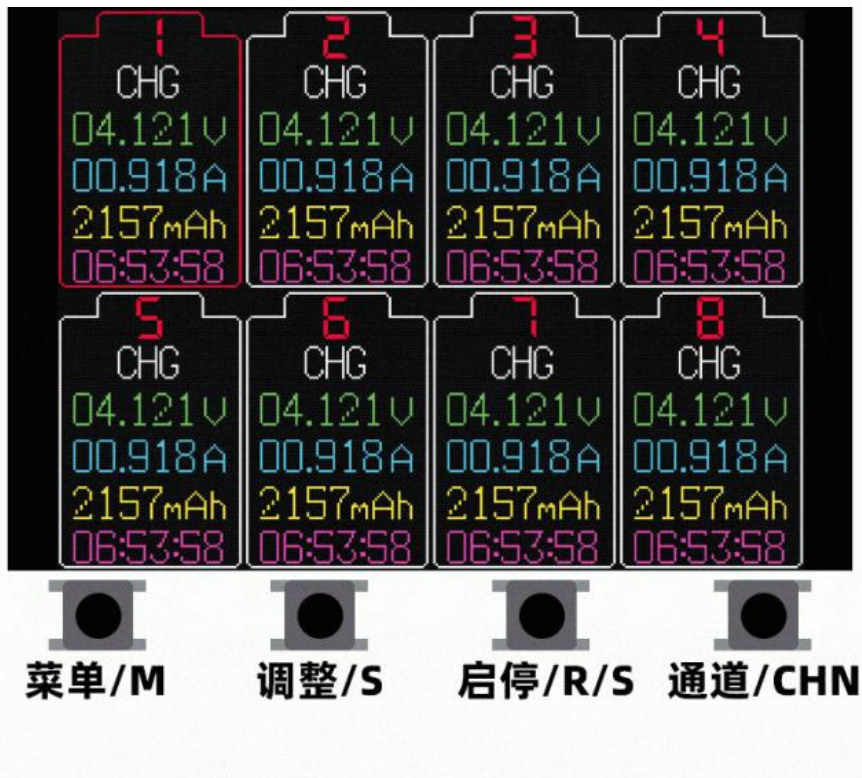 1 2 3 4
CHG CHG CHG CHG
04.121V 04.121V 04.121V 04.121V
00.918A 00.918A 00.918A 00.918A
2157mAh 2157mAh 2157mAh 2157mAh
06:53:58 06:53:58 06:53:58 06:53:58
5 6 7 8
CHG CHG CHG CHG
04.121V 04.121V 04.121V 04.121V
00.918A 00.918A 00.918A 00.918A
2157mAh 2157mAh 2157mAh 2157mAh
06:53:58 06:53:58 06:53:58 06:53:58
菜单/M 调整/S 启停/R/S 通道/CHN